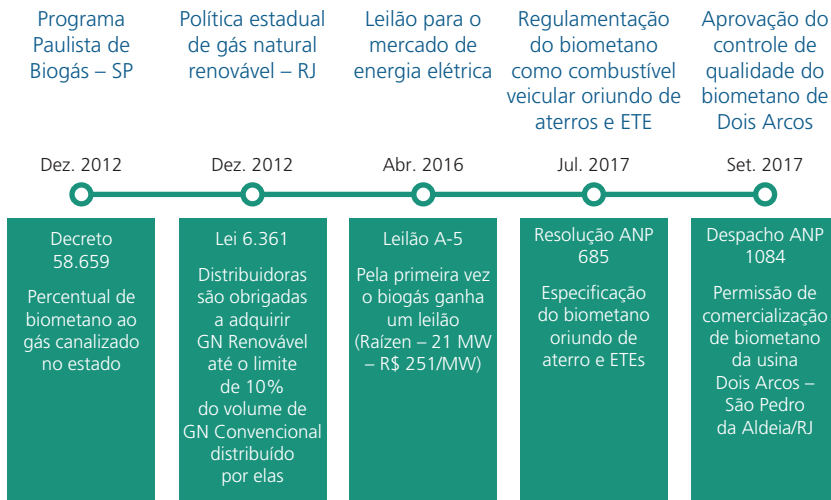 Programa
Paulista de
Biogás – SP
Política estadual
de gás natural
renovável – RJ
Leilão para o
mercado de
energia elétrica
Regulamentação
do biometano
como combustível
veicular oriundo de
aterros e ETE
Aprovação do
controle de
qualidade do
biometano de
Dois Arcos
Dez. 2012
Dez. 2012
Abr. 2016
Jul. 2017
Set. 2017
Decreto
58.659
Percentual de
biometano ao
gás canalizado
no estado
Lei 6.361
Distribuidoras
são obrigadas
a adquirir
GN Renovável
até o limite
de 10%
do volume de
GN Convencional
distribuído
por elas
Leilão A-5
Pela primeira vez
o biogás ganha
um leilão
(Raízen – 21 MW
– R$ 251/MW)
Resolução ANP
685
Especificação
do biometano
oriundo de
aterro e ETEs
Despacho ANP
1084
Permissão de
comercialização
de biometano
da usina
Dois Arcos –
São Pedro
da Aldeia/RJ